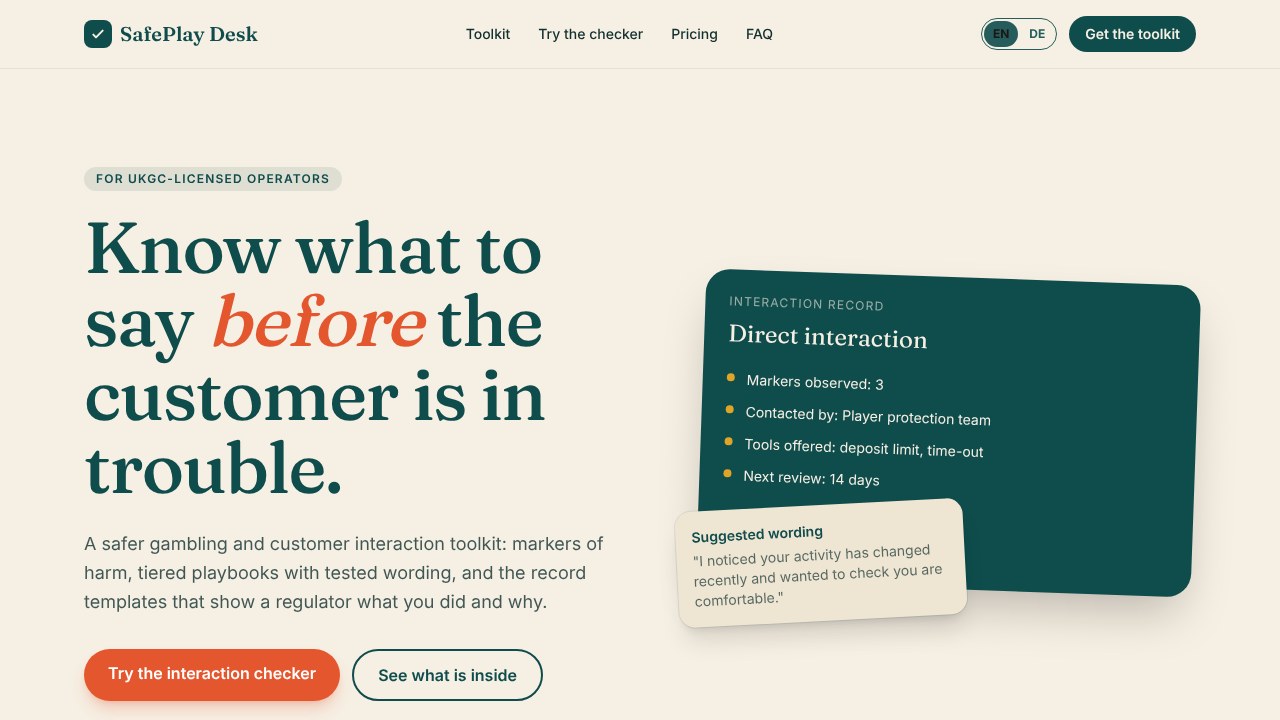 SafePlay Desk
Toolkit
Try the checker
Pricing
FAQ
EN
DE
Get the toolkit
FOR UKGC-LICENSED OPERATORS
Know what to
say before the
customer is in
trouble.
A safer gambling and customer interaction toolkit: markers of
harm, tiered playbooks with tested wording, and the record
templates that show a regulator what you did and why.
Try the interaction checker
See what is inside
INTERACTION RECORD
Direct interaction
Markers observed: 3
Contacted by: Player protection team
Tools offered: deposit limit, time-out
Next review: 14 days
Suggested wording
"I noticed your activity has changed
recently and wanted to check you are
comfortable."